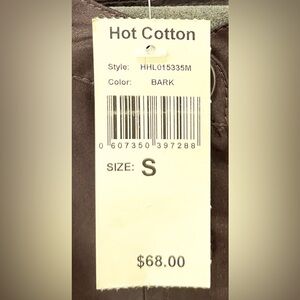 Hot Cotton
Style: HHL015335M
Color: BARK
0 607350 397288
SIZE: S
$68.00